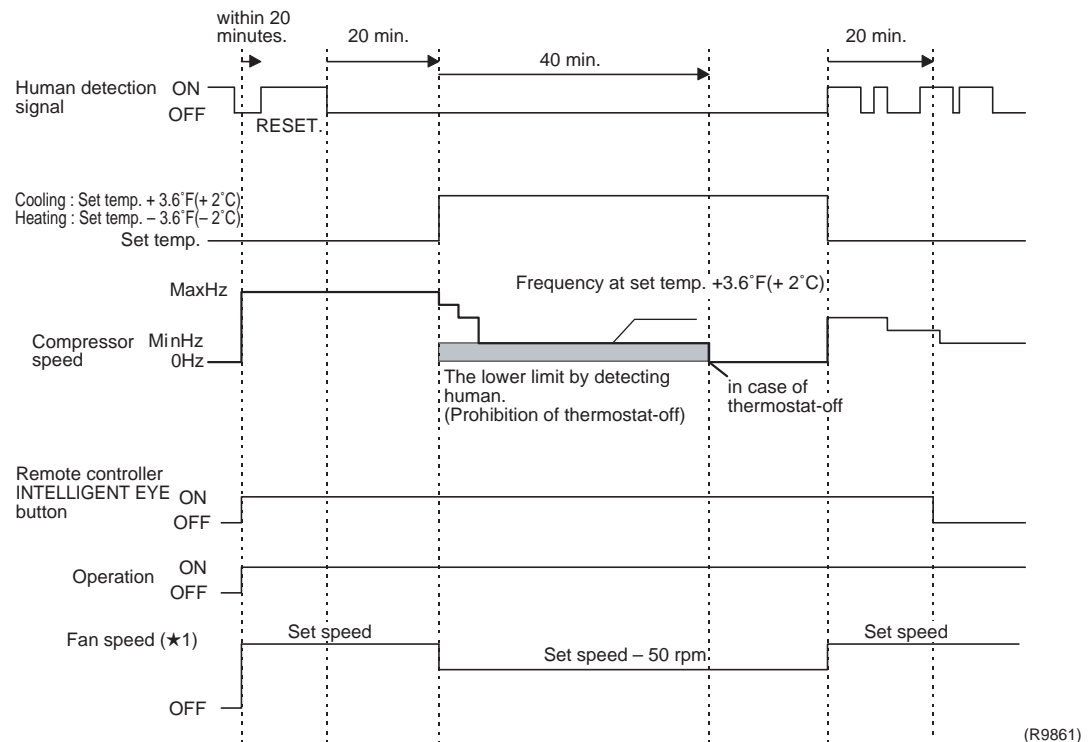 within 20
minutes.
20 min.
40 min.
20 min.
Human detection
signal
ON
OFF
RESET.
Cooling : Set temp. + 3.6˚F(+ 2˚C)
Heating : Set temp. – 3.6˚F(– 2˚C)
Set temp.
Frequency at set temp. +3.6˚F(+ 2˚C)
MaxHz
Compressor
speed
MinHz
0Hz
The lower limit by detecting
human.
(Prohibition of thermostat-off)
in case of
thermostat-off
Remote controller
INTELLIGENT EYE
button
ON
OFF
Operation
ON
OFF
Fan speed (★1)
Set speed
Set speed – 50 rpm
Set speed
OFF
(R9861)